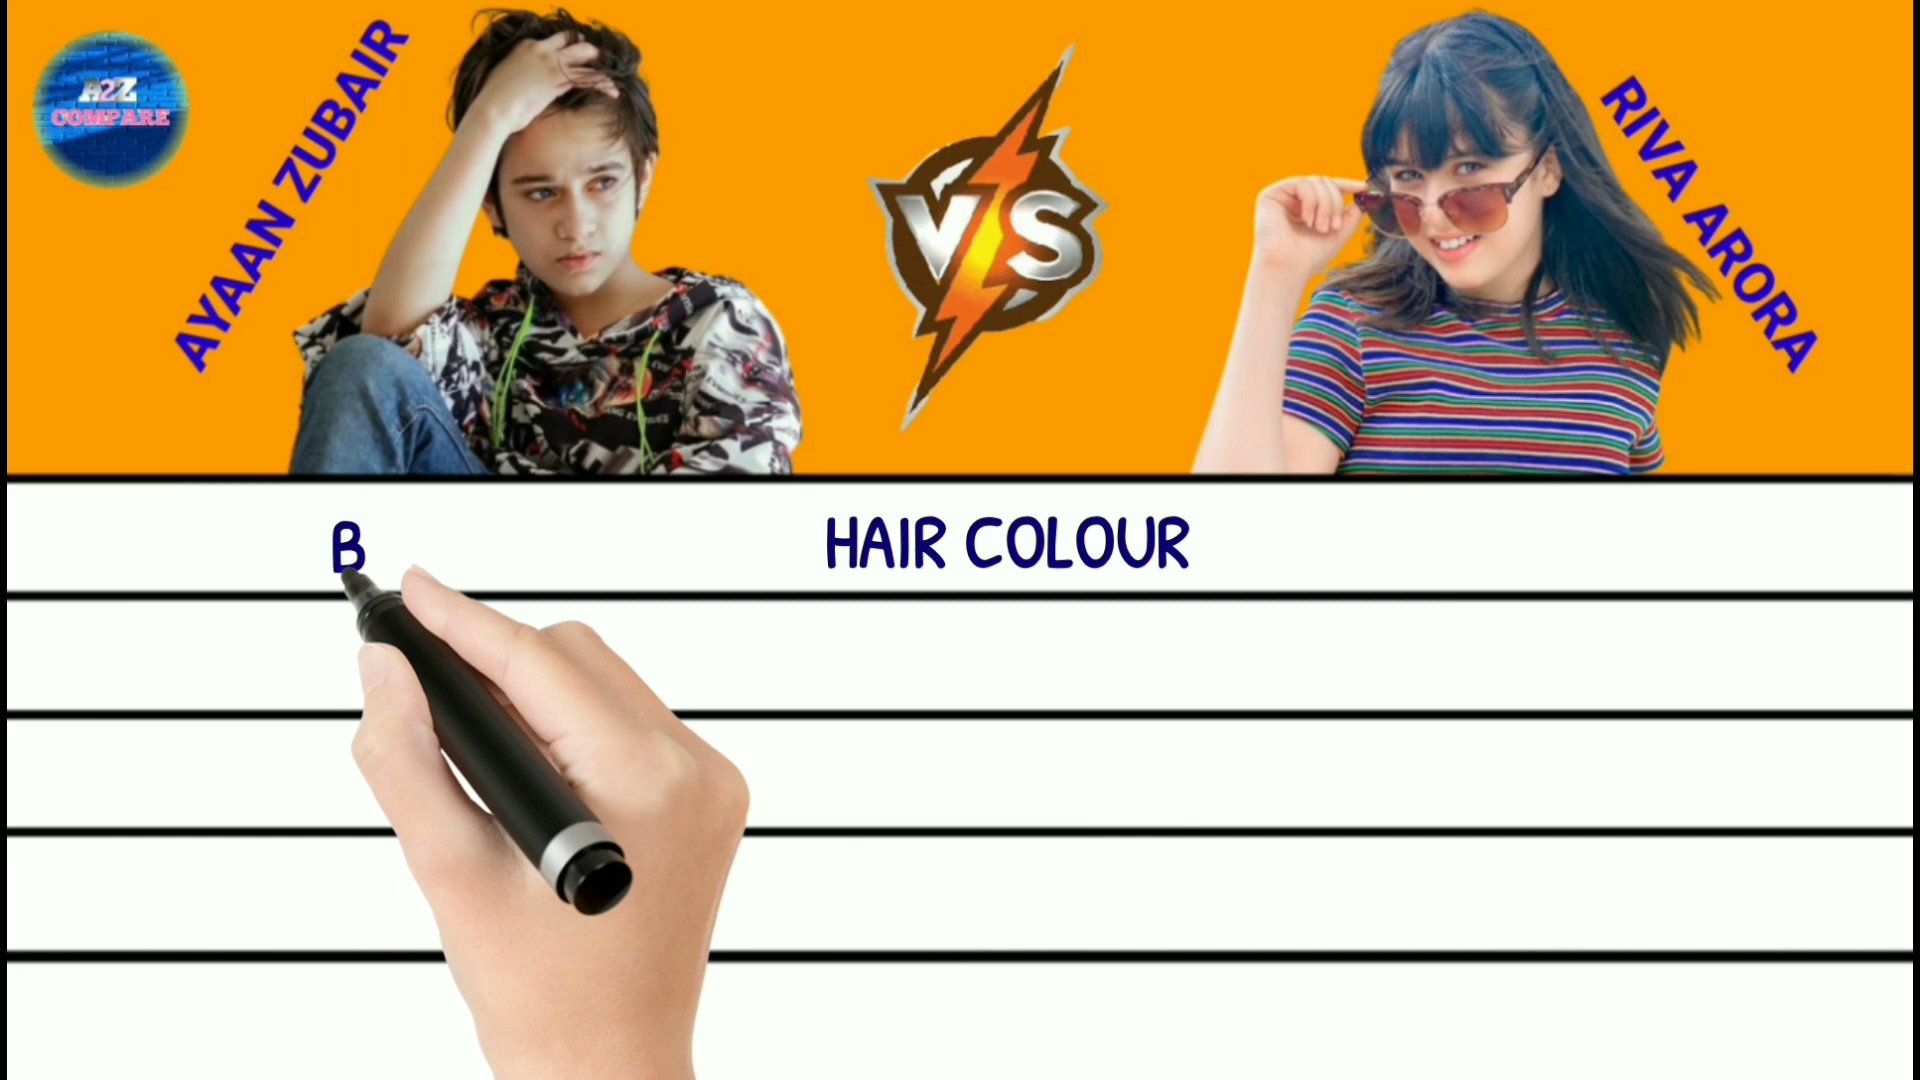 A2Z
COMPARE
AYAAN ZUBAIR
VS
RIVA ARORA
B
HAIR COLOUR